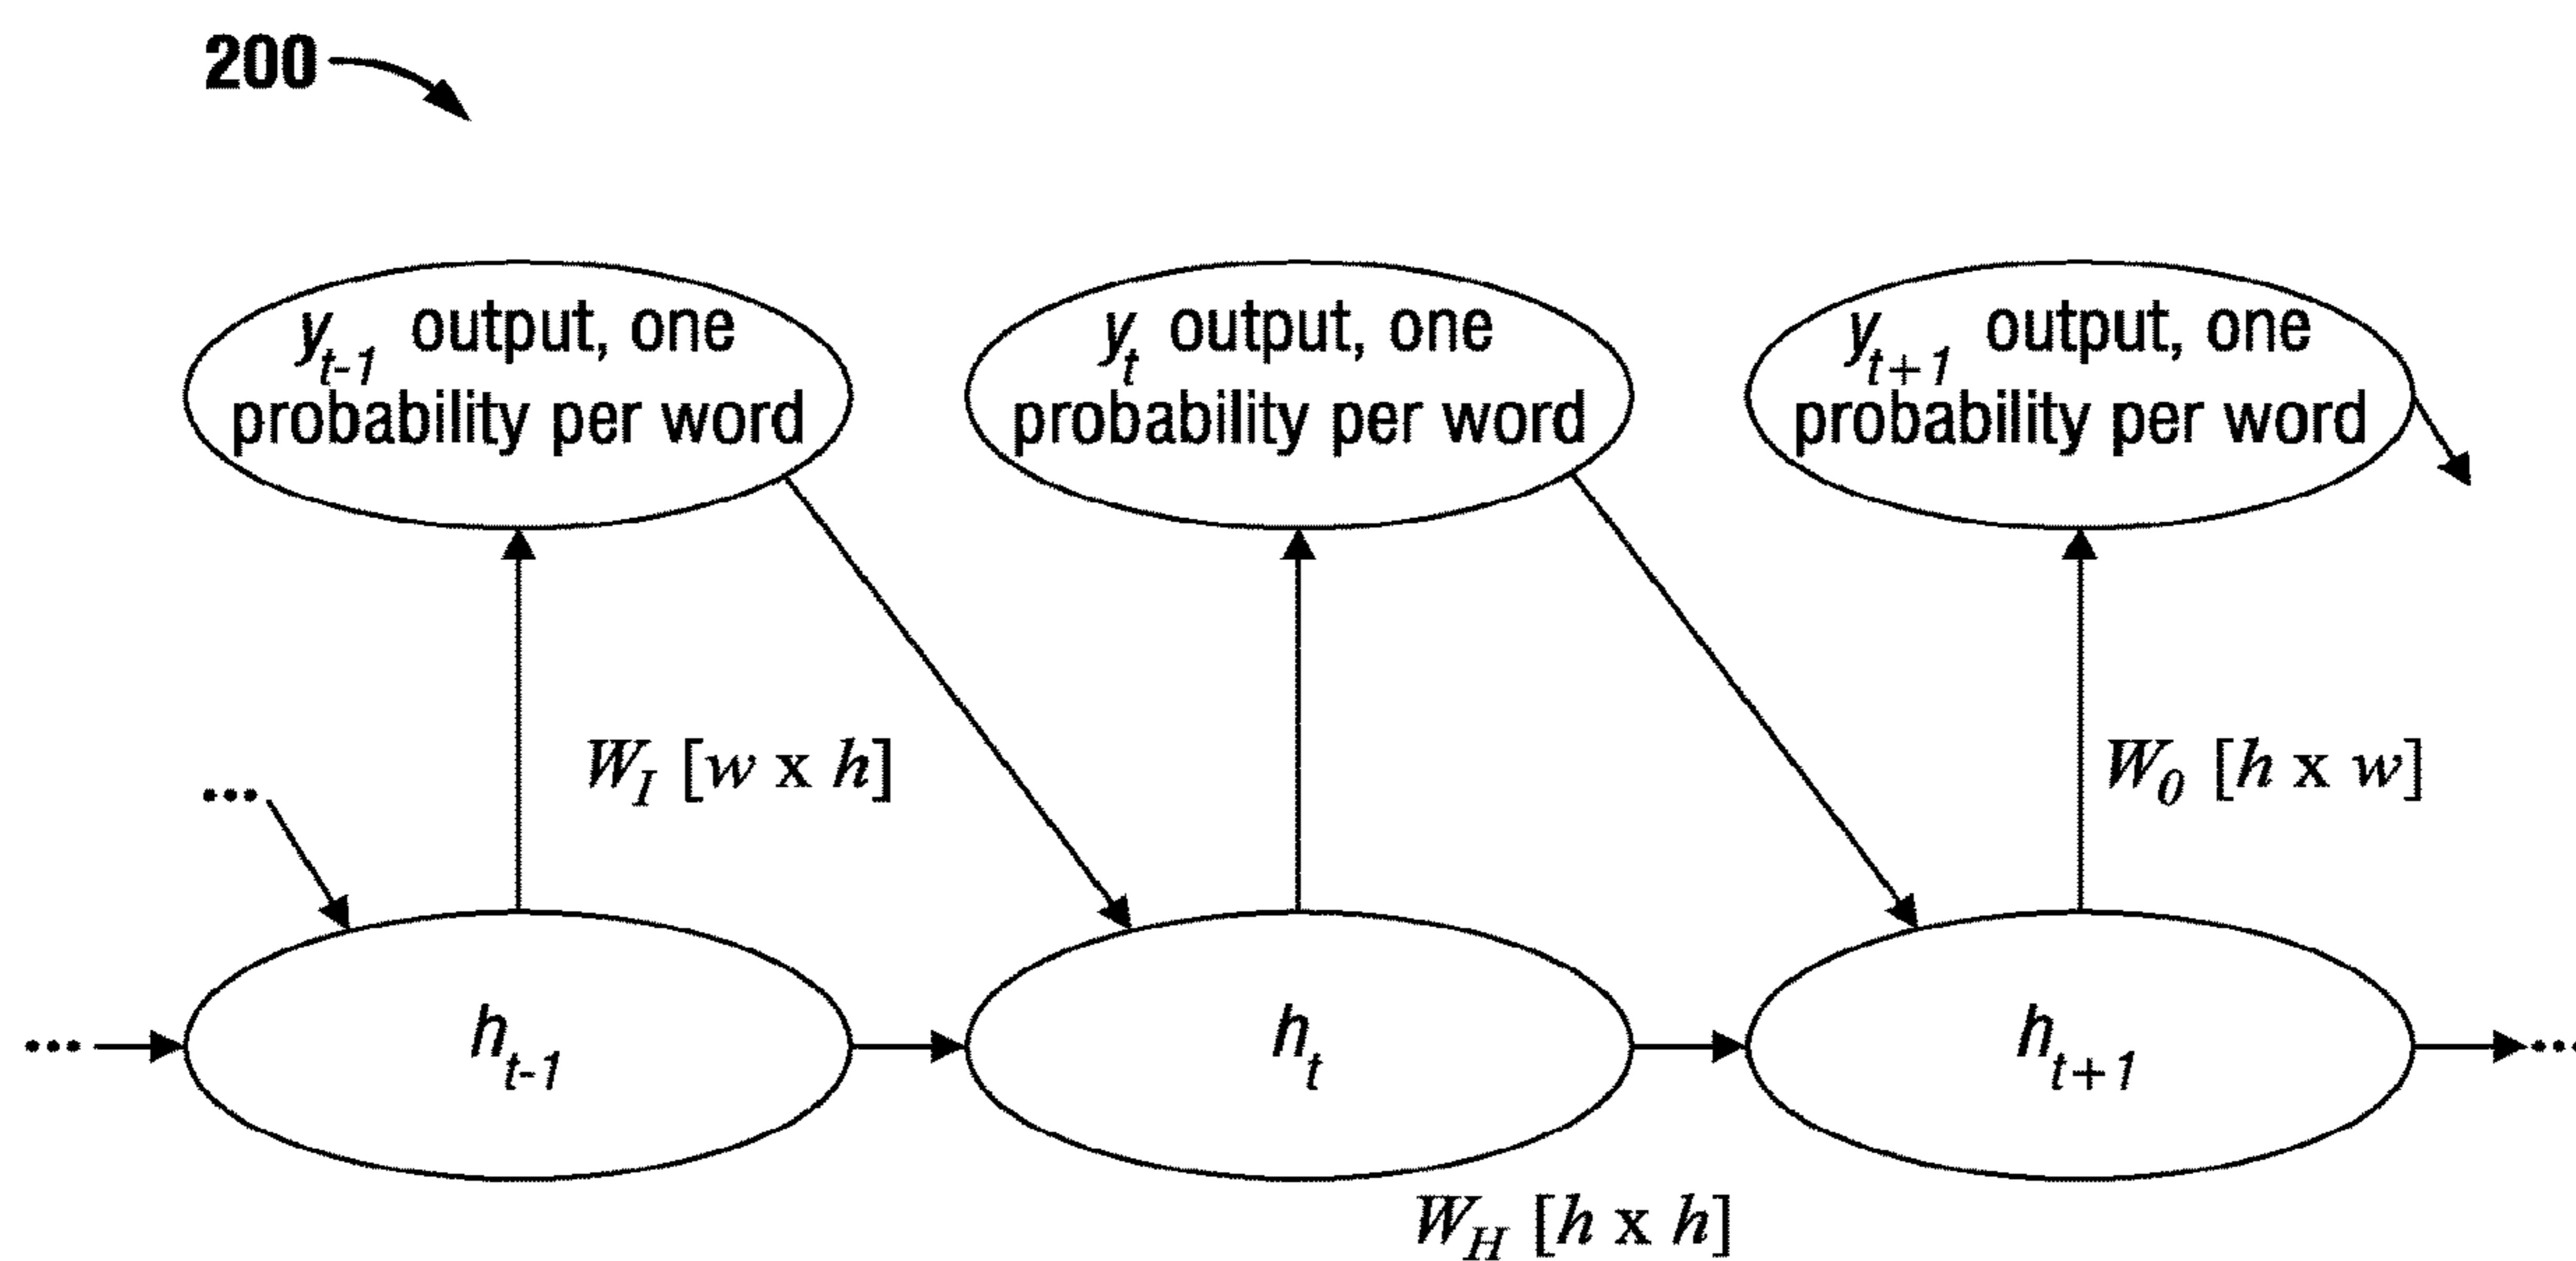 200
y_{t-1} output, one
probability per word
y_t output, one
probability per word
y_{t+1} output, one
probability per word
W_I [w x h]
W_0 [h x w]
...
... h_{t-1}
h_t
h_{t+1} ...
W_H [h x h]